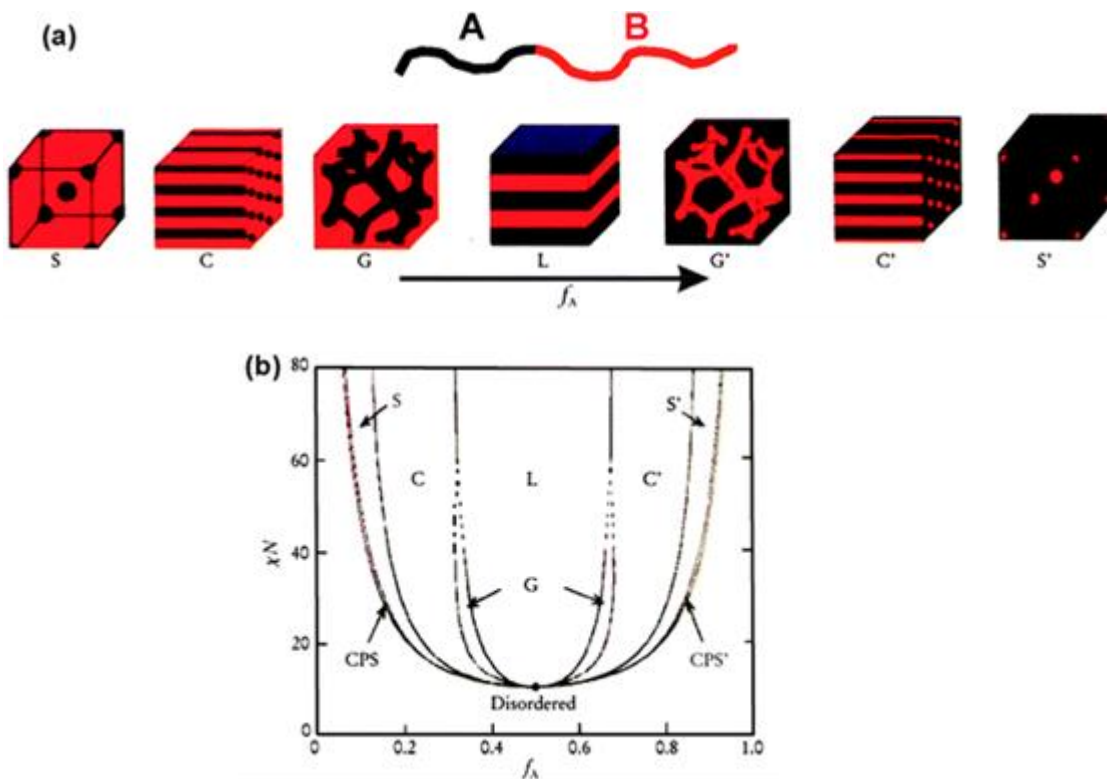 (a)
A B
S C G L G' C' S'
fA
(b)
80
S S'
60
C L C'
χN
40
G
CPS CPS'
20
Disordered
0
0 0.2 0.4 0.6 0.8 1.0
fA